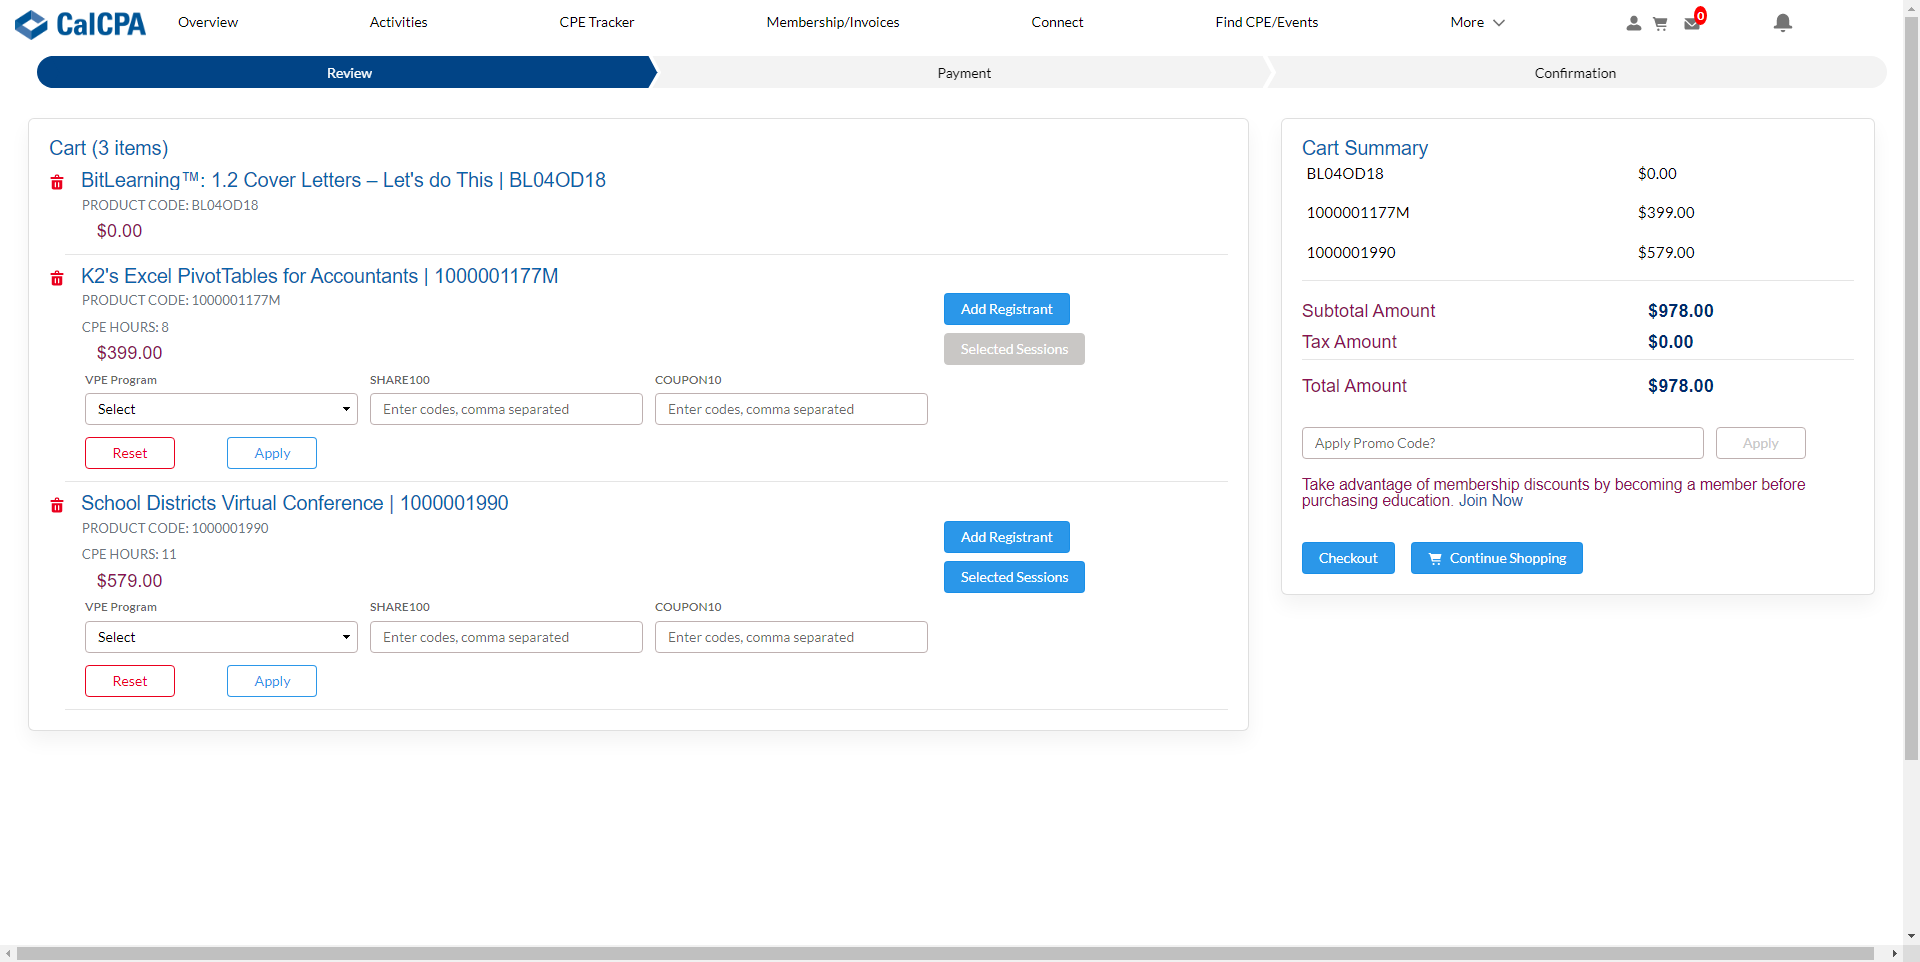 CalCPA
Overview
Activities
CPE Tracker
Membership/Invoices
Connect
Find CPE/Events
More
0
Review
Payment
Confirmation
Cart (3 items)
BitLearning™: 1.2 Cover Letters – Let's do This | BL04OD18
PRODUCT CODE: BL04OD18
$0.00
K2's Excel PivotTables for Accountants | 1000001177M
PRODUCT CODE: 1000001177M
CPE HOURS: 8
$399.00
Add Registrant
Selected Sessions
VPE Program
SHARE100
COUPON10
Select
Enter codes, comma separated
Enter codes, comma separated
Reset
Apply
School Districts Virtual Conference | 1000001990
PRODUCT CODE: 1000001990
CPE HOURS: 11
$579.00
Add Registrant
Selected Sessions
VPE Program
SHARE100
COUPON10
Select
Enter codes, comma separated
Enter codes, comma separated
Reset
Apply
Cart Summary
BL04OD18 $0.00
1000001177M $399.00
1000001990 $579.00
Subtotal Amount $978.00
Tax Amount $0.00
Total Amount $978.00
Apply Promo Code?
Apply
Take advantage of membership discounts by becoming a member before
purchasing education. Join Now
Checkout
Continue Shopping